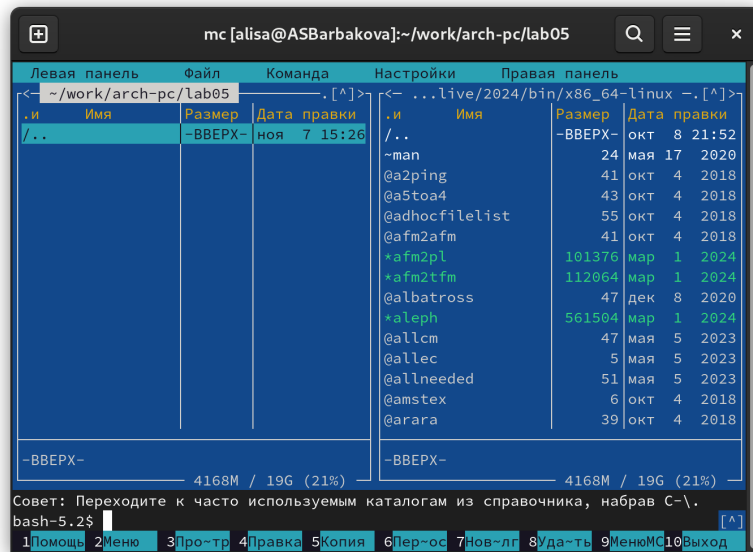 mc [alisa@ASBarbakova]:~/work/arch-pc/lab05
Левая панель Файл Команда Настройки Правая панель
<— ~/work/arch-pc/lab05 .[^]>
.и Имя Размер Дата правки
/.. -ВВЕРХ- ноя 7 15:26
-ВВЕРХ-
4168M / 19G (21%)
<— ...live/2024/bin/x86_64-linux —.[^]>
.и Имя Размер Дата правки
/.. -ВВЕРХ- окт 8 21:52
~man 24 мая 17 2020
@a2ping 41 окт 4 2018
@a5toa4 43 окт 4 2018
@adhocfilelist 55 окт 4 2018
@afm2afm 41 окт 4 2018
*afm2pl 101376 мар 1 2024
*afm2tfm 112064 мар 1 2024
@albatross 47 дек 8 2020
*aleph 561504 мар 1 2024
@allcm 47 мая 5 2023
@allec 5 мая 5 2023
@allneeded 51 мая 5 2023
@amstex 6 окт 4 2018
@arara 39 окт 4 2018
-ВВЕРХ-
4168M / 19G (21%)
Совет: Переходите к часто используемым каталогам из справочника, набрав C-\.
bash-5.2$ [^]
1Помощь 2Меню 3Про~тр 4Правка 5Копия 6Пер~ос 7Нов~лг 8Уда~ть 9МенюMC 10Выход